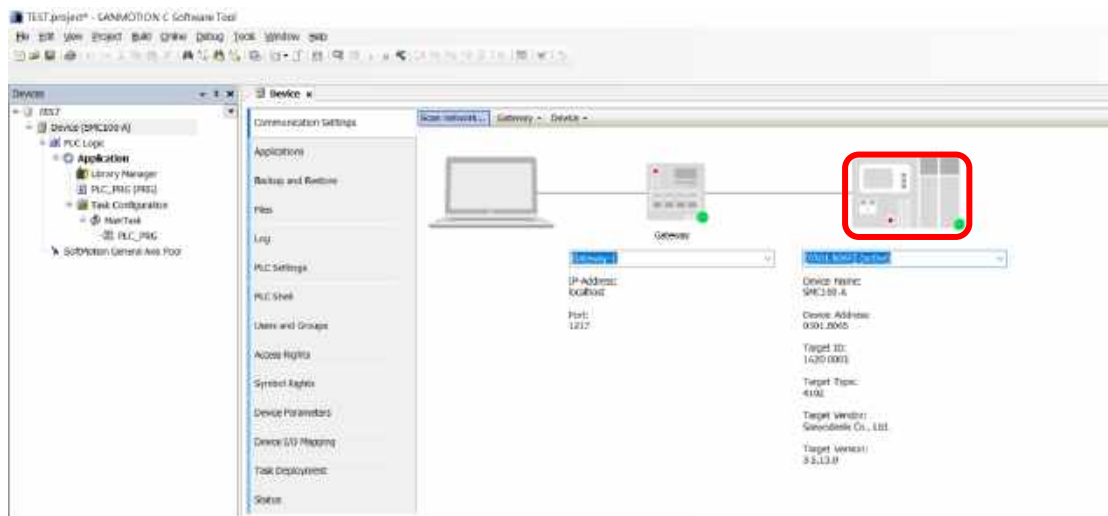 TEST.project* - SANMOTION C Software Tool
File Edit View Project Build Online Debug Tools Window Help
Devices
TEST
Device (SMC100-A)
PLC Logic
Application
Library Manager
PLC_PRG (PRG)
Task Configuration
MainTask
PLC_PRG
SoftMotion General Axis Pool
Device
Communication Settings
Applications
Backup and Restore
Files
Log
PLC Settings
PLC Shell
Users and Groups
Access Rights
Symbol Rights
Device Parameters
Device I/O Mapping
Task Deployment
Status
Scan network... Gateway Device
Gateway
Gateway-1
IP-Address:
localhost
Port:
1217
0301.8065 (active)
Device Name:
SMC100-A
Device Address:
0301.8065
Target ID:
1620 0001
Target Type:
4102
Target Vendor:
Sanyodenki Co., Ltd.
Target Version:
3.5.13.0